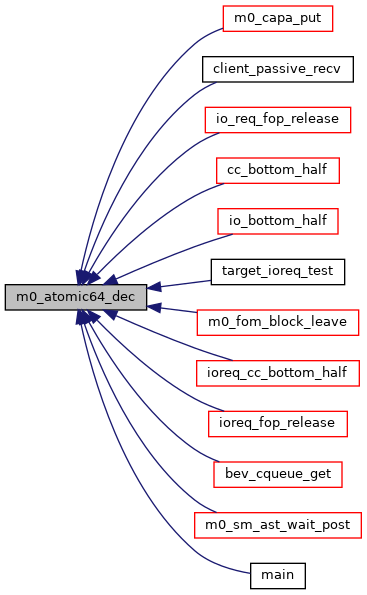 m0_capa_put
client_passive_recv
io_req_fop_release
cc_bottom_half
io_bottom_half
target_ioreq_test
m0_atomic64_dec
m0_fom_block_leave
ioreq_cc_bottom_half
ioreq_fop_release
bev_cqueue_get
m0_sm_ast_wait_post
main